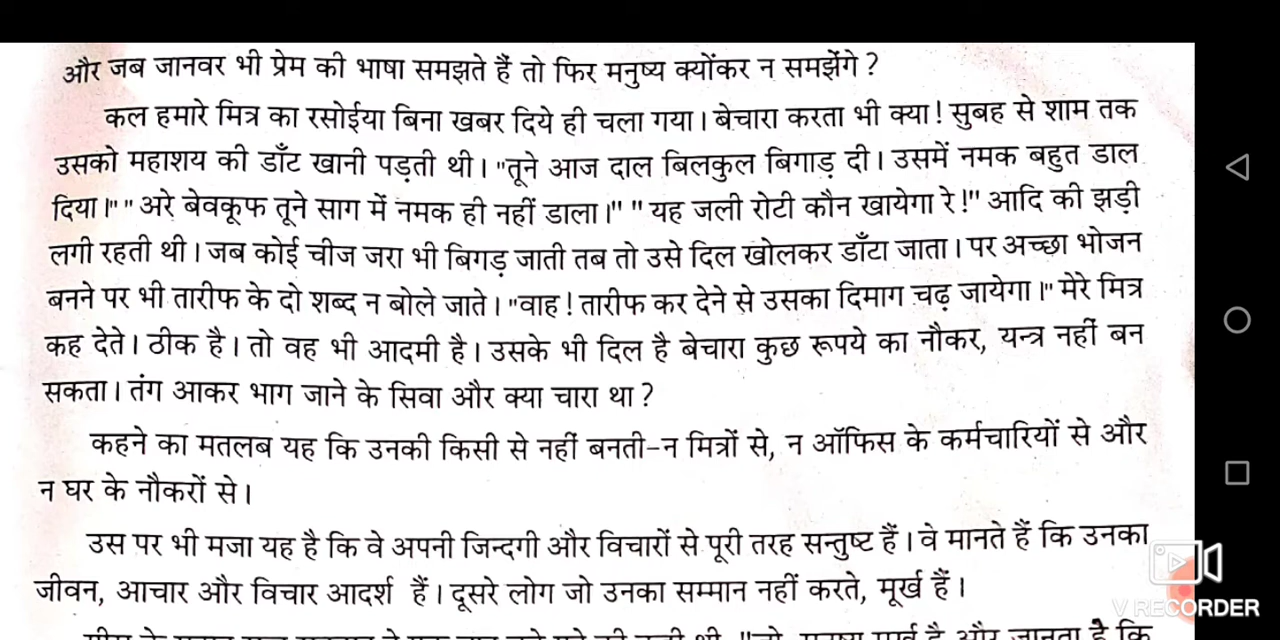 और जब जानवर भी प्रेम की भाषा समझते हैं तो फिर मनुष्य क्योंकर न समझेंगे ?
कल हमारे मित्र का रसोईया बिना खबर दिये ही चला गया। बेचारा करता भी क्या ! सुबह से शाम तक
उसको महाशय की डाँट खानी पड़ती थी। "तूने आज दाल बिलकुल बिगाड़ दी। उसमें नमक बहुत डाल
दिया।" " अरे बेवकूफ तूने साग में नमक ही नहीं डाला।" " यह जली रोटी कौन खायेगा रे !" आदि की झड़ी
लगी रहती थी। जब कोई चीज जरा भी बिगड़ जाती तब तो उसे दिल खोलकर डाँटा जाता। पर अच्छा भोजन
बनने पर भी तारीफ के दो शब्द न बोले जाते। "वाह ! तारीफ कर देने से उसका दिमाग चढ़ जायेगा।" मेरे मित्र
कह देते। ठीक है। तो वह भी आदमी है। उसके भी दिल है बेचारा कुछ रूपये का नौकर, यन्त्र नहीं बन
सकता। तंग आकर भाग जाने के सिवा और क्या चारा था ?
कहने का मतलब यह कि उनकी किसी से नहीं बनती-न मित्रों से, न ऑफिस के कर्मचारियों से और
न घर के नौकरों से।
उस पर भी मजा यह है कि वे अपनी जिन्दगी और विचारों से पूरी तरह सन्तुष्ट हैं। वे मानते हैं कि उनका
जीवन, आचार और विचार आदर्श हैं। दूसरे लोग जो उनका सम्मान नहीं करते, मूर्ख हैं।
V RECORDER